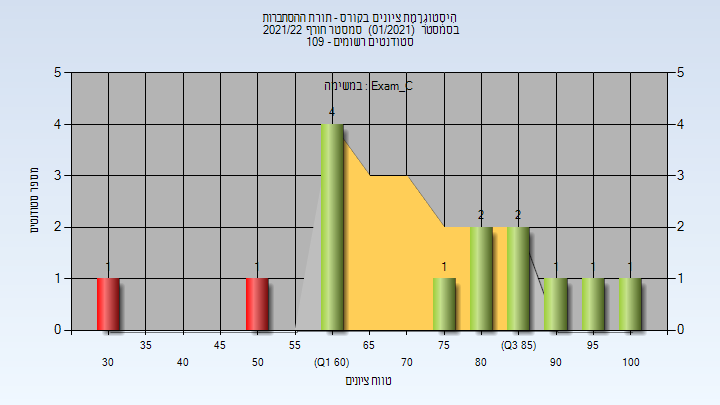 היסטוגרמת ציונים בקורס - תורת ההסתברות
בסמסטר (01/2021) סמסטר חורף 2021/22
109 - סטודנטים רשומים
במשימה : Exam_C
מספר סטודנטים
5 5
4 4
3 3
2 2
1 1
0 0
1 1 4 1 2 2 1 1 1
35 45 55 65 75 (Q3 85) 95
30 40 50 (Q1 60) 70 80 90 100
טווח ציונים